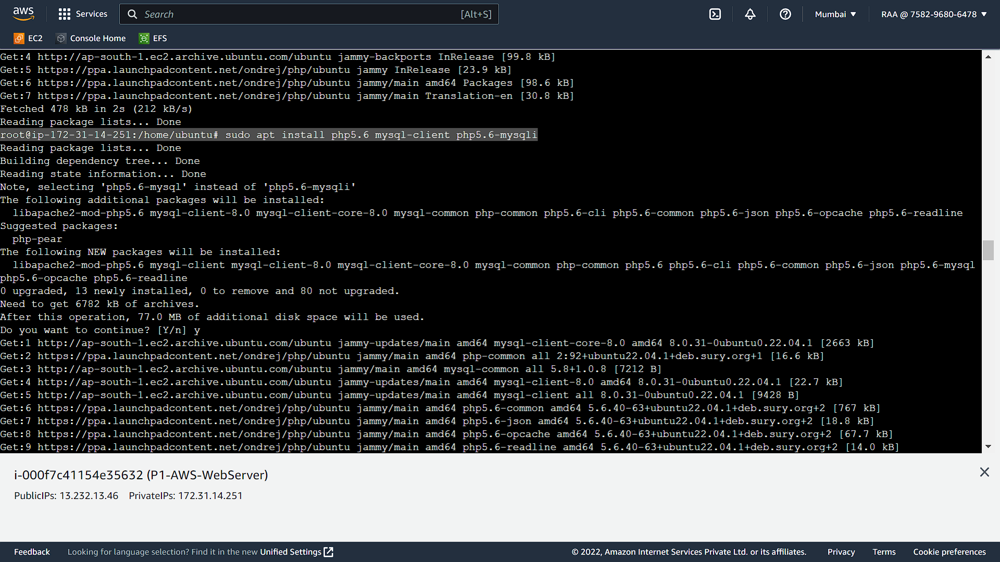 aws
Services
Search
[Alt+S]
Mumbai ▼
RAA @ 7582-9680-6478 ▼
EC2
Console Home
EFS
Get:4 http://ap-south-1.ec2.archive.ubuntu.com/ubuntu jammy-backports InRelease [99.8 kB]
Get:5 https://ppa.launchpadcontent.net/ondrej/php/ubuntu jammy InRelease [23.9 kB]
Get:6 https://ppa.launchpadcontent.net/ondrej/php/ubuntu jammy/main amd64 Packages [98.6 kB]
Get:7 https://ppa.launchpadcontent.net/ondrej/php/ubuntu jammy/main Translation-en [30.8 kB]
Fetched 478 kB in 2s (212 kB/s)
Reading package lists... Done
root@ip-172-31-14-251:/home/ubuntu# sudo apt install php5.6 mysql-client php5.6-mysqli
Reading package lists... Done
Building dependency tree... Done
Reading state information... Done
Note, selecting 'php5.6-mysql' instead of 'php5.6-mysqli'
The following additional packages will be installed:
  libapache2-mod-php5.6 mysql-client-8.0 mysql-client-core-8.0 mysql-common php-common php5.6-cli php5.6-common php5.6-json php5.6-opcache php5.6-readline
Suggested packages:
  php-pear
The following NEW packages will be installed:
  libapache2-mod-php5.6 mysql-client mysql-client-8.0 mysql-client-core-8.0 mysql-common php-common php5.6 php5.6-cli php5.6-common php5.6-json php5.6-mysql
php5.6-opcache php5.6-readline
0 upgraded, 13 newly installed, 0 to remove and 80 not upgraded.
Need to get 6782 kB of archives.
After this operation, 77.0 MB of additional disk space will be used.
Do you want to continue? [Y/n] y
Get:1 http://ap-south-1.ec2.archive.ubuntu.com/ubuntu jammy-updates/main amd64 mysql-client-core-8.0 amd64 8.0.31-0ubuntu0.22.04.1 [2663 kB]
Get:2 https://ppa.launchpadcontent.net/ondrej/php/ubuntu jammy/main amd64 php-common all 2:92+ubuntu22.04.1+deb.sury.org+1 [16.6 kB]
Get:3 http://ap-south-1.ec2.archive.ubuntu.com/ubuntu jammy/main amd64 mysql-common all 5.8+1.0.8 [7212 B]
Get:4 http://ap-south-1.ec2.archive.ubuntu.com/ubuntu jammy-updates/main amd64 mysql-client-8.0 amd64 8.0.31-0ubuntu0.22.04.1 [22.7 kB]
Get:5 http://ap-south-1.ec2.archive.ubuntu.com/ubuntu jammy-updates/main amd64 mysql-client all 8.0.31-0ubuntu0.22.04.1 [9428 B]
Get:6 https://ppa.launchpadcontent.net/ondrej/php/ubuntu jammy/main amd64 php5.6-common amd64 5.6.40-63+ubuntu22.04.1+deb.sury.org+2 [767 kB]
Get:7 https://ppa.launchpadcontent.net/ondrej/php/ubuntu jammy/main amd64 php5.6-json amd64 5.6.40-63+ubuntu22.04.1+deb.sury.org+2 [18.8 kB]
Get:8 https://ppa.launchpadcontent.net/ondrej/php/ubuntu jammy/main amd64 php5.6-opcache amd64 5.6.40-63+ubuntu22.04.1+deb.sury.org+2 [67.7 kB]
Get:9 https://ppa.launchpadcontent.net/ondrej/php/ubuntu jammy/main amd64 php5.6-readline amd64 5.6.40-63+ubuntu22.04.1+deb.sury.org+2 [14.0 kB]
i-000f7c41154e35632 (P1-AWS-WebServer)
PublicIPs: 13.232.13.46 PrivateIPs: 172.31.14.251
Feedback
Looking for language selection? Find it in the new Unified Settings
© 2022, Amazon Internet Services Private Ltd. or its affiliates.
Privacy
Terms
Cookie preferences